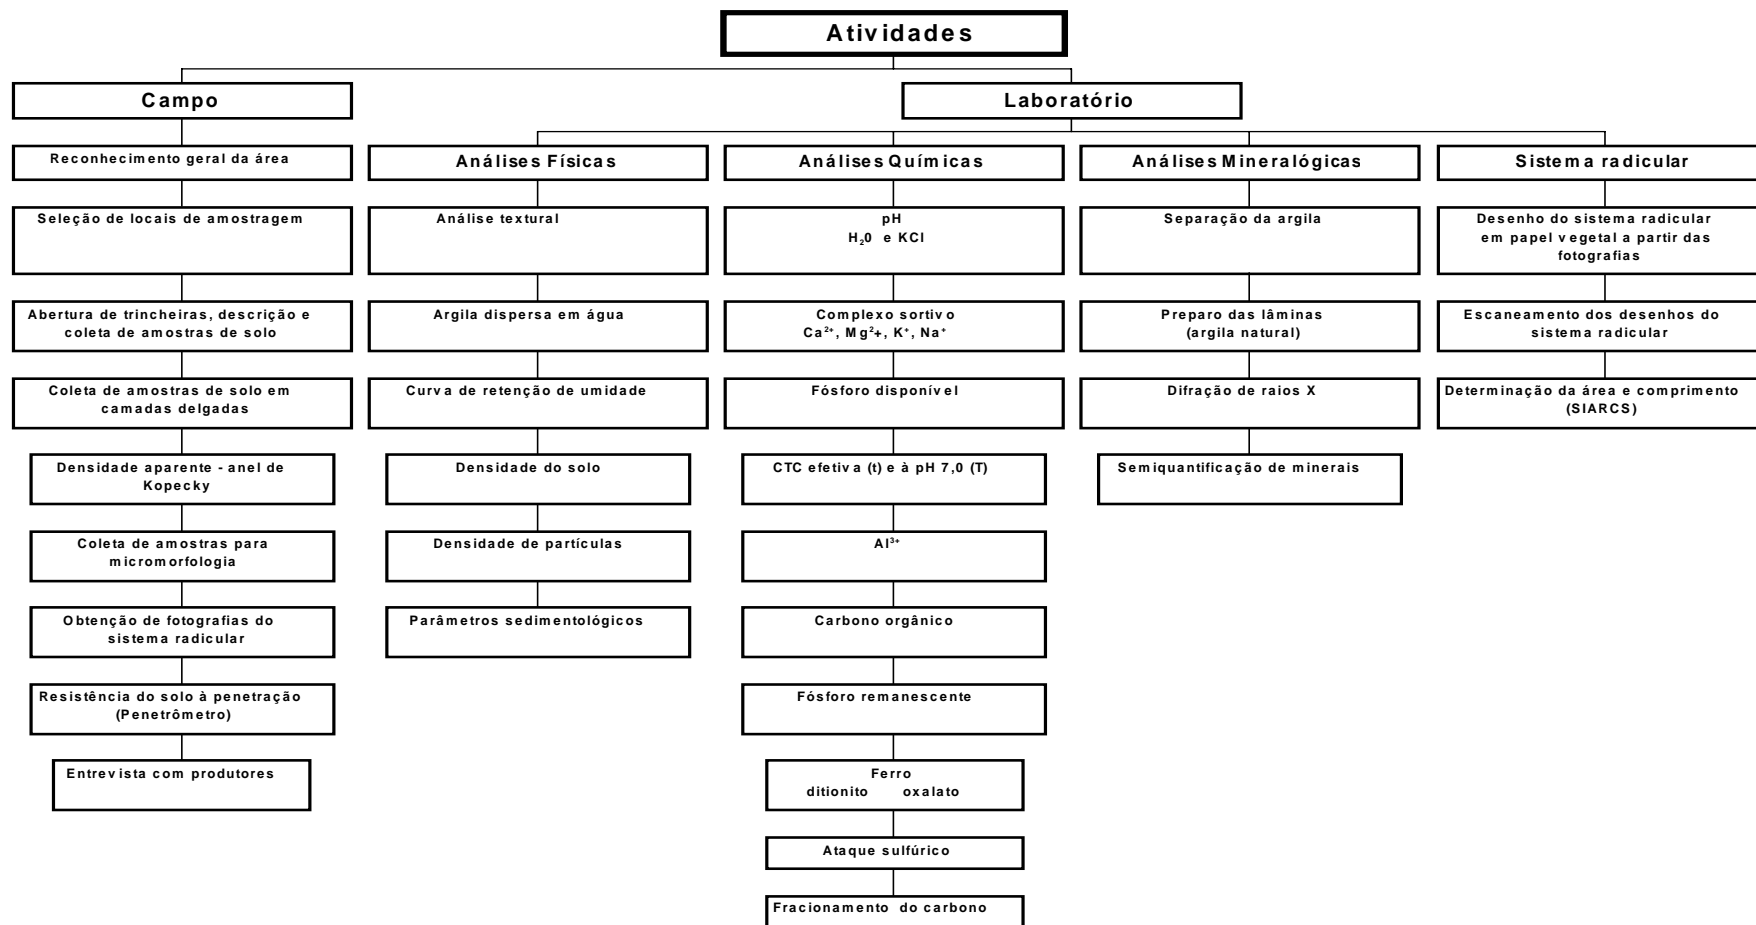 Atividades
Campo
Laboratório
Reconhecimento geral da área
Análises Físicas
Análises Químicas
Análises Mineralógicas
Sistema radicular
Seleção de locais de amostragem
Análise textural
pH
H₂0 e KCl
Separação da argila
Desenho do sistema radicular
em papel vegetal a partir das
fotografias
Abertura de trincheiras, descrição e
coleta de amostras de solo
Argila dispersa em água
Complexo sortivo
Ca²⁺, Mg²+, K⁺, Na⁺
Preparo das lâminas
(argila natural)
Escaneamento dos desenhos do
sistema radicular
Coleta de amostras de solo em
camadas delgadas
Curva de retenção de umidade
Fósforo disponível
Difração de raios X
Determinação da área e comprimento
(SIARCS)
Densidade aparente - anel de
Kopecky
Densidade do solo
CTC efetiva (t) e à pH 7,0 (T)
Semiquantificação de minerais
Coleta de amostras para
micromorfologia
Densidade de partículas
Al³⁺
Obtenção de fotografias do
sistema radicular
Parâmetros sedimentológicos
Carbono orgânico
Resistência do solo à penetração
(Penetrômetro)
Fósforo remanescente
Entrevista com produtores
Ferro
ditionito oxalato
Ataque sulfúrico
Fracionamento do carbono